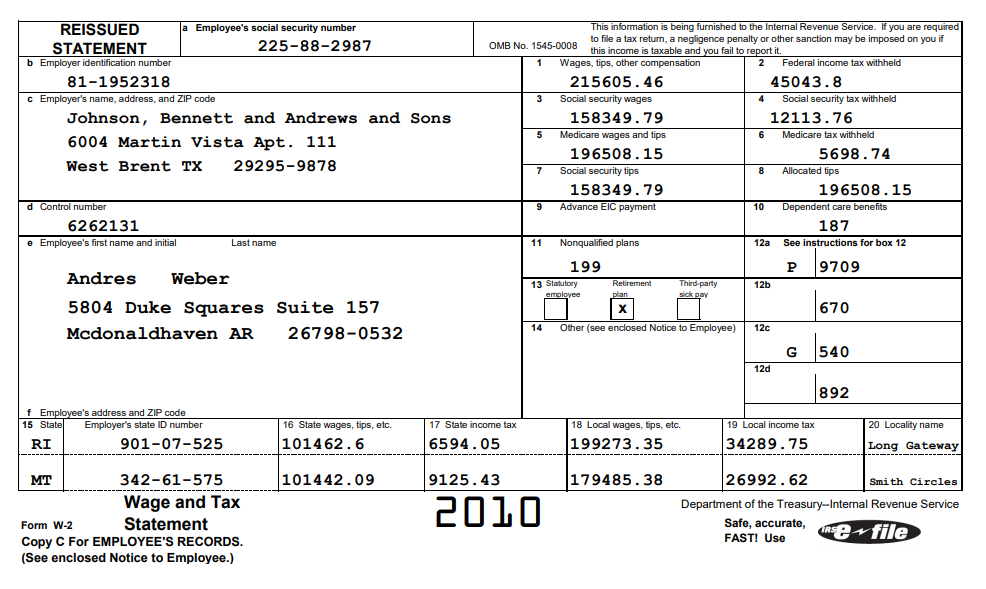 REISSUED
STATEMENT
a Employee's social security number
225-88-2987
OMB No. 1545-0008
This information is being furnished to the Internal Revenue Service. If you are required
to file a tax return, a negligence penalty or other sanction may be imposed on you if
this income is taxable and you fail to report it.
b Employer identification number
81-1952318
1 Wages, tips, other compensation
215605.46
2 Federal income tax withheld
45043.8
c Employer's name, address, and ZIP code
Johnson, Bennett and Andrews and Sons
6004 Martin Vista Apt. 111
West Brent TX 29295-9878
3 Social security wages
158349.79
4 Social security tax withheld
12113.76
5 Medicare wages and tips
196508.15
6 Medicare tax withheld
5698.74
7 Social security tips
158349.79
8 Allocated tips
196508.15
d Control number
6262131
9 Advance EIC payment
10 Dependent care benefits
187
e Employee's first name and initial Last name
Andres Weber
5804 Duke Squares Suite 157
Mcdonaldhaven AR 26798-0532
f Employee's address and ZIP code
11 Nonqualified plans
199
12a See instructions for box 12
P 9709
13 Statutory employee
Retirement plan
x
Third-party sick pay
12b
670
14 Other (see enclosed Notice to Employee)
12c
G 540
12d
892
15 State Employer's state ID number 16 State wages, tips, etc. 17 State income tax 18 Local wages, tips, etc. 19 Local income tax 20 Locality name
RI 901-07-525 101462.6 6594.05 199273.35 34289.75 Long Gateway
MT 342-61-575 101442.09 9125.43 179485.38 26992.62 Smith Circles
Form W-2
Wage and Tax
Statement
2010
Department of the Treasury--Internal Revenue Service
Copy C For EMPLOYEE'S RECORDS.
(See enclosed Notice to Employee.)
Safe, accurate,
FAST! Use
IRS e-file